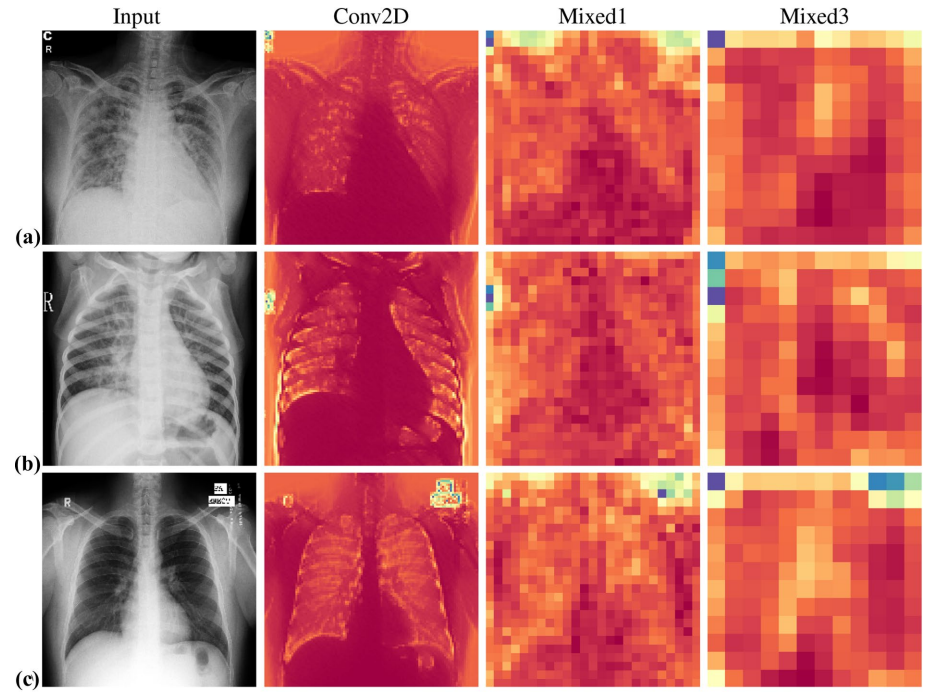 Input Conv2D Mixed1 Mixed3
C
R
(a)
R
(b)
R
(c)